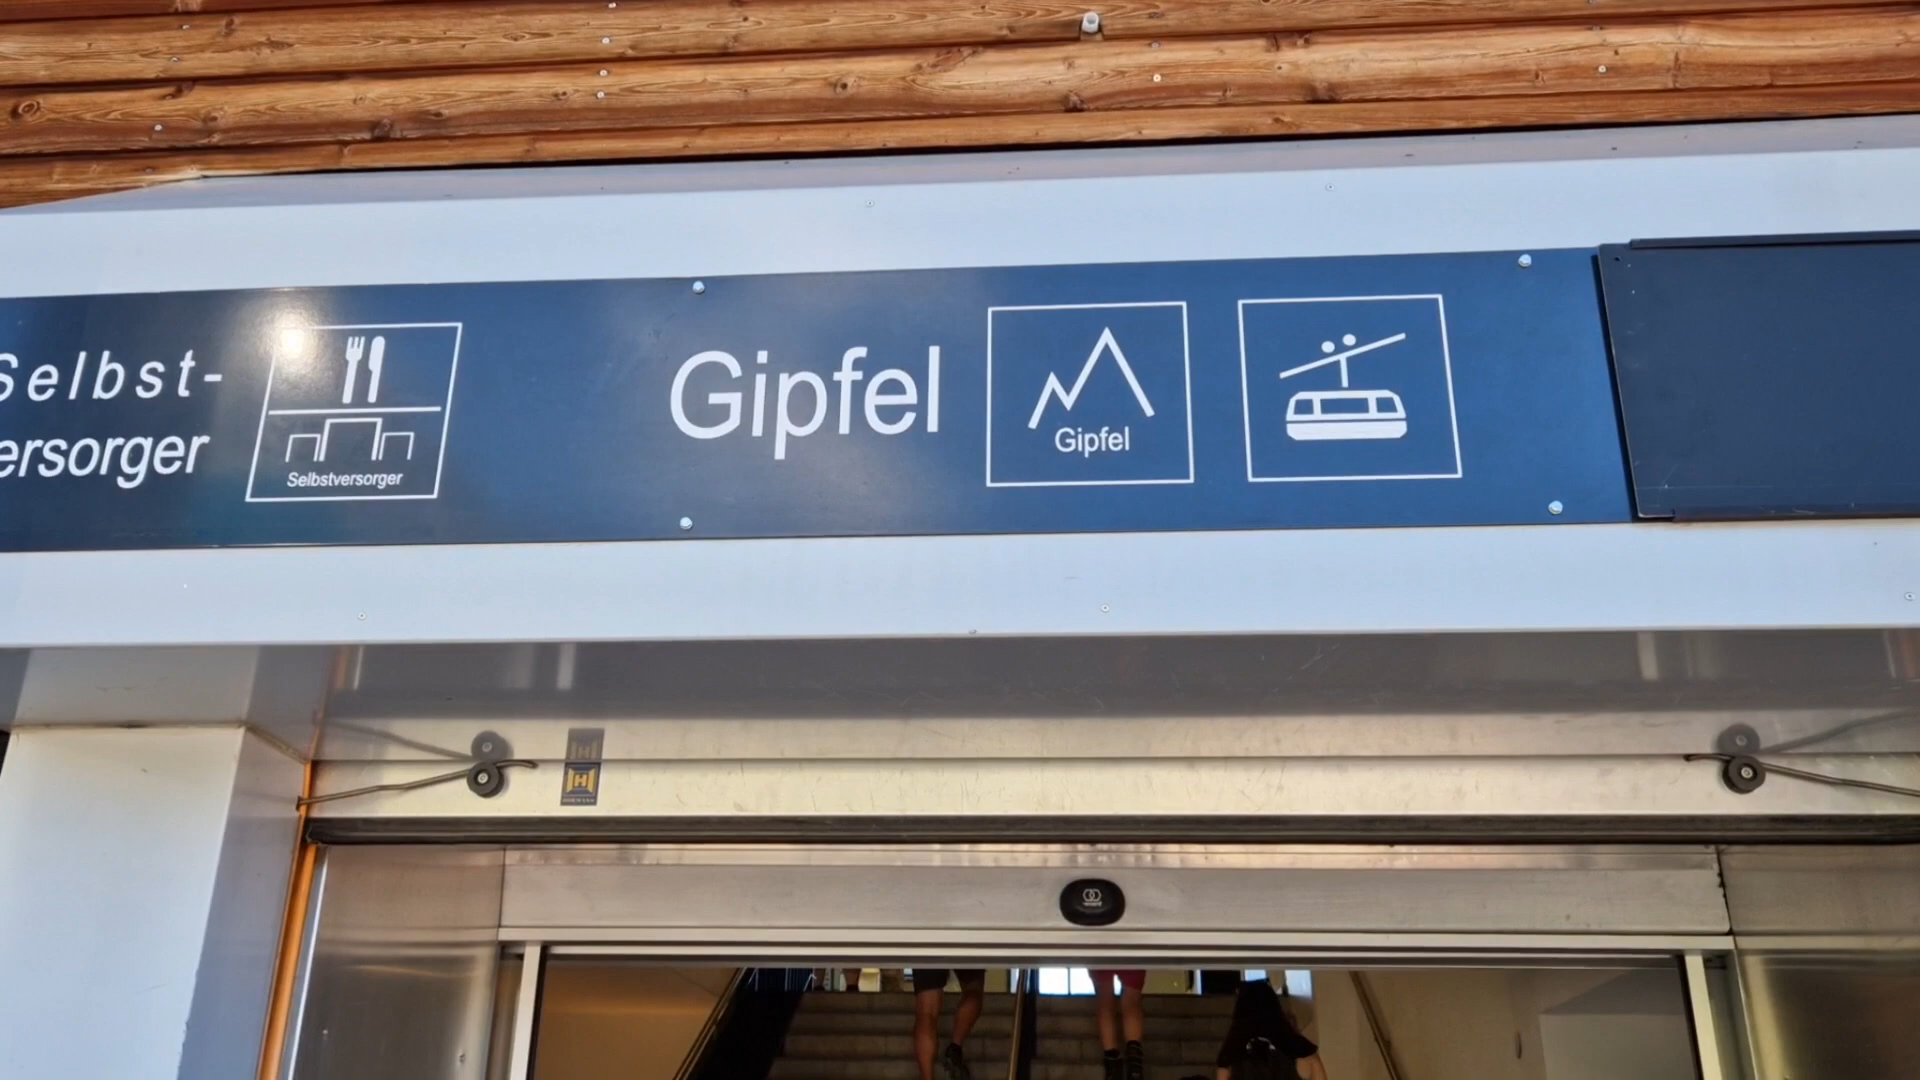 Selbst-
ersorger
Selbstversorger
Gipfel
Gipfel
H